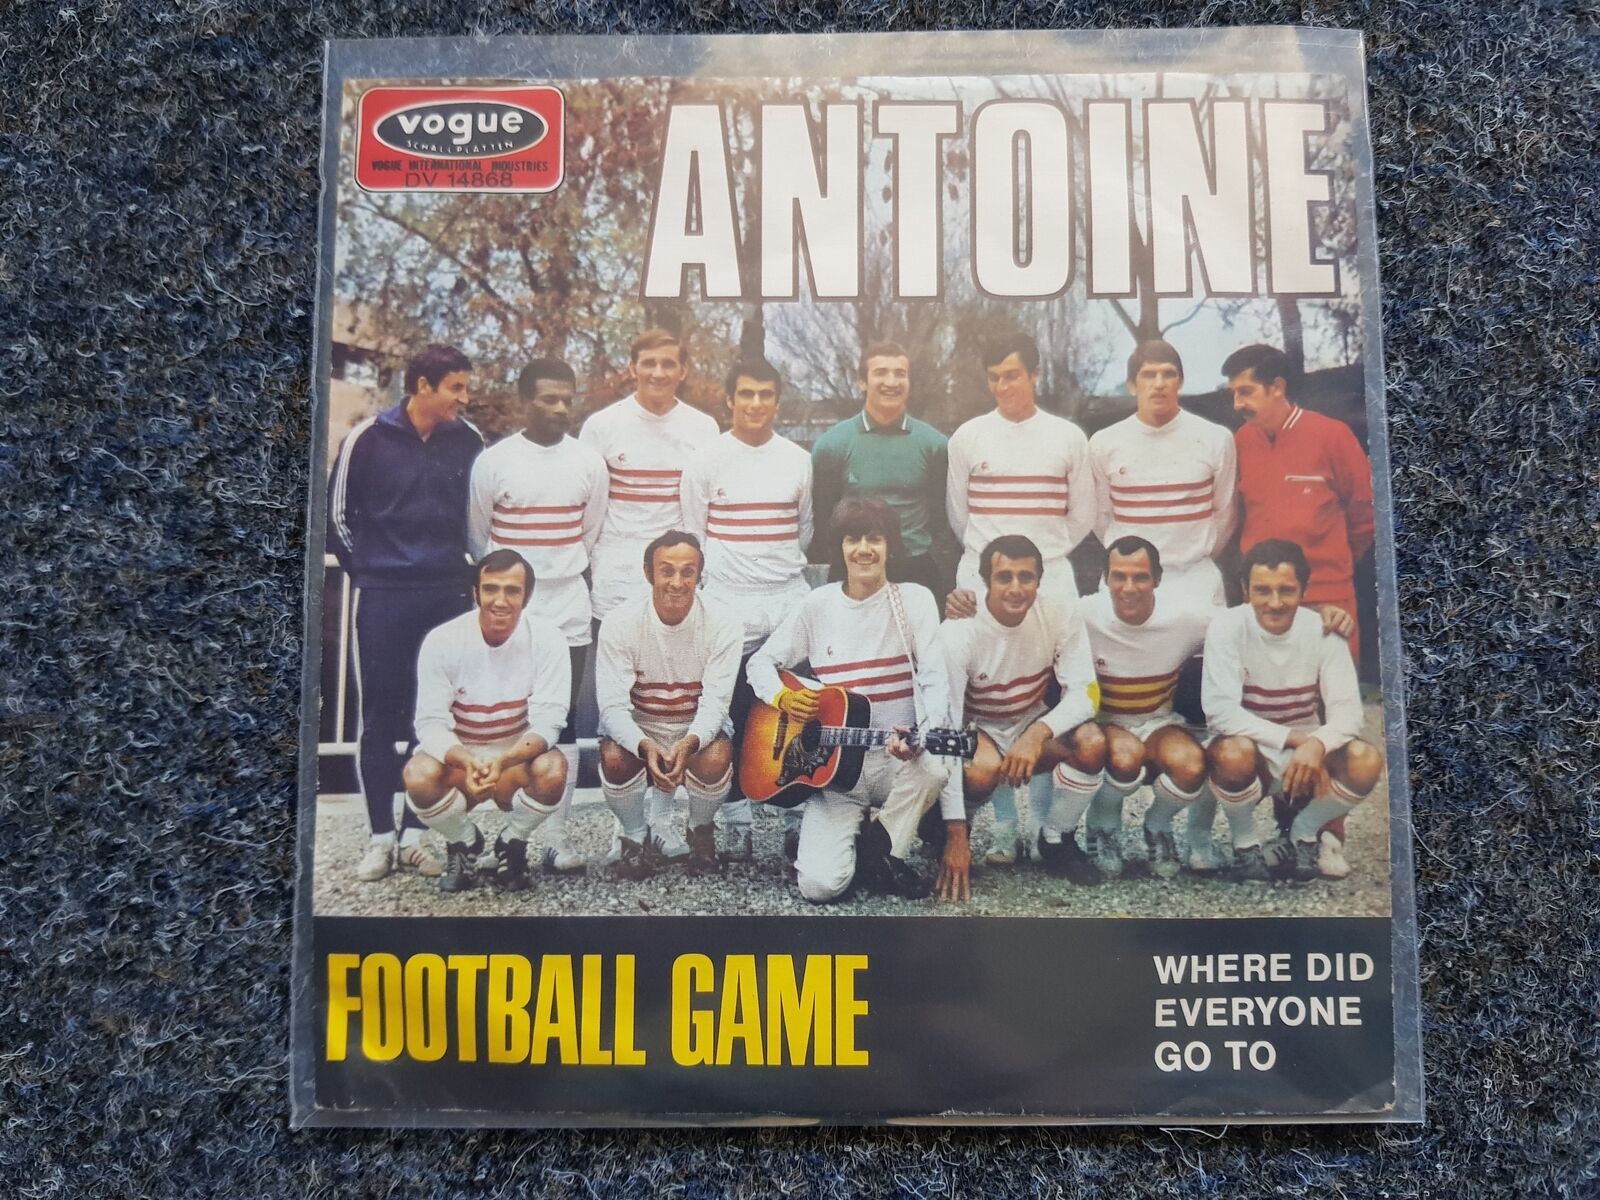 vogue
SCHALLPLATTEN
VOGUE INTERNATIONAL INDUSTRIES
DV 14868
ANTOINE
FOOTBALL GAME
WHERE DID
EVERYONE
GO TO